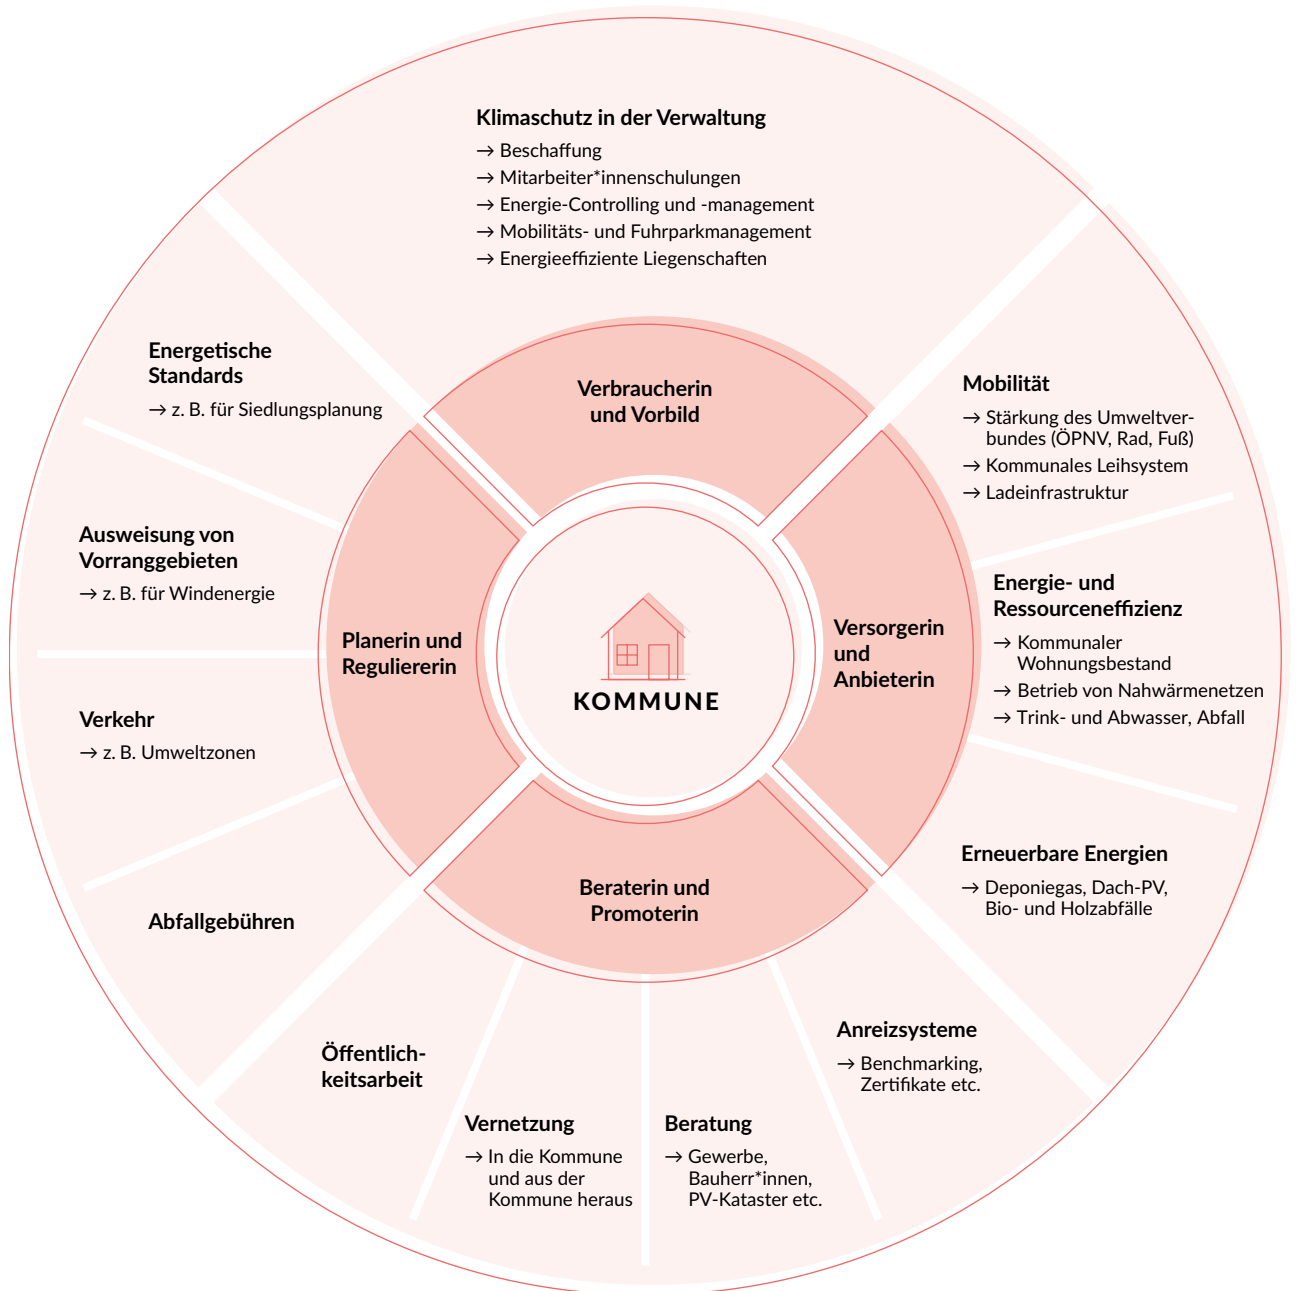 Klimaschutz in der Verwaltung
→ Beschaffung
→ Mitarbeiter*innenschulungen
→ Energie-Controlling und -management
→ Mobilitäts- und Fuhrparkmanagement
→ Energieeffiziente Liegenschaften
Verbraucherin
und Vorbild
Mobilität
→ Stärkung des Umweltver-
bundes (ÖPNV, Rad, Fuß)
→ Kommunales Leihsystem
→ Ladeinfrastruktur
Energie- und
Ressourceneffizienz
→ Kommunaler
Wohnungsbestand
→ Betrieb von Nahwärmenetzen
→ Trink- und Abwasser, Abfall
Erneuerbare Energien
→ Deponiegas, Dach-PV,
Bio- und Holzabfälle
Versorgerin
und
Anbieterin
KOMMUNE
Anreizsysteme
→ Benchmarking,
Zertifikate etc.
Beratung
→ Gewerbe,
Bauherr*innen,
PV-Kataster etc.
Vernetzung
→ In die Kommune
und aus der
Kommune heraus
Öffentlich-
keitsarbeit
Beraterin und
Promoterin
Abfallgebühren
Verkehr
→ z. B. Umweltzonen
Ausweisung von
Vorranggebieten
→ z. B. für Windenergie
Energetische
Standards
→ z. B. für Siedlungsplanung
Planerin und
Reguliererin